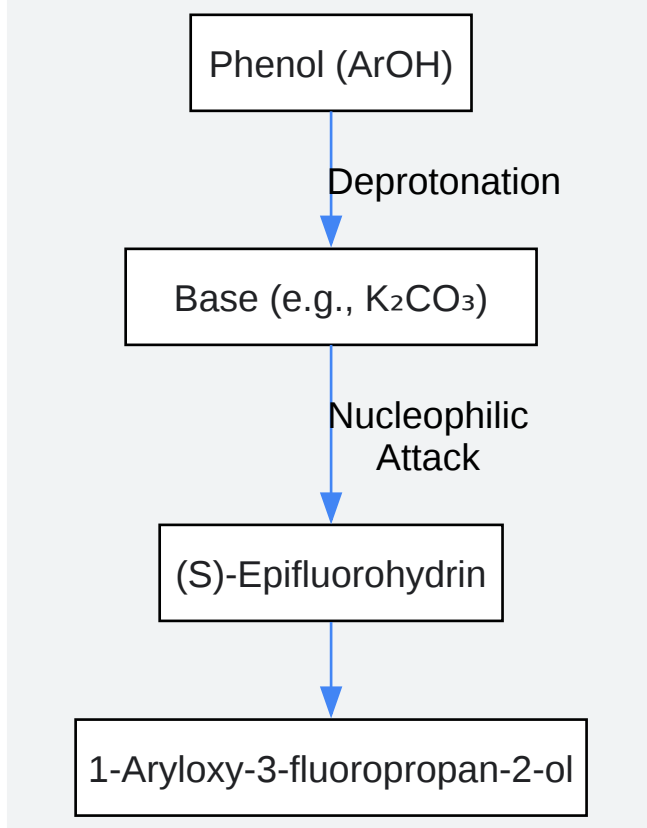 Phenol (ArOH)
Deprotonation
Base (e.g., K₂CO₃)
Nucleophilic
Attack
(S)-Epifluorohydrin
1-Aryloxy-3-fluoropropan-2-ol